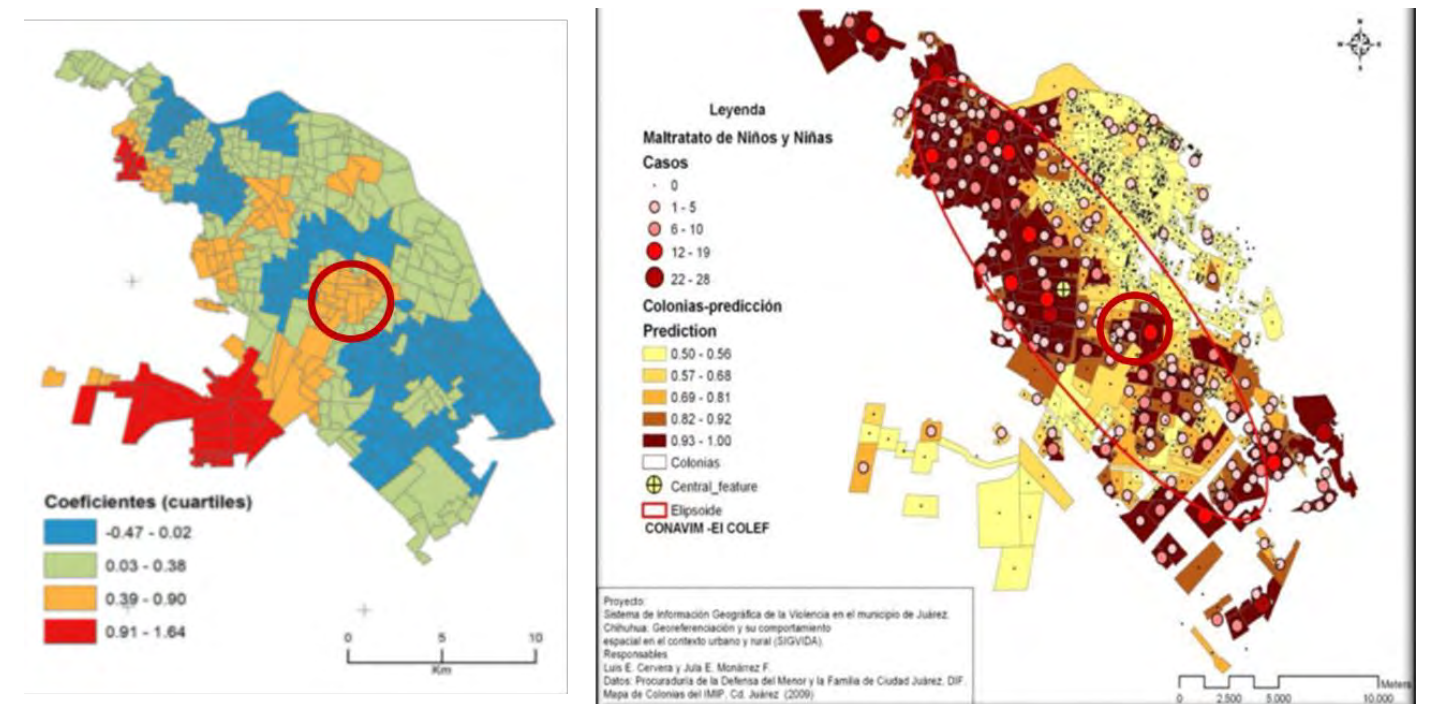 Coeficientes (cuartiles)
-0.47 - 0.02
0.03 - 0.38
0.39 - 0.90
0.91 - 1.64
0 5 10
Km
Leyenda
Maltratato de Niños y Niñas
Casos
0
1 - 5
6 - 10
12 - 19
22 - 28
Colonias-predicción
Prediction
0.50 - 0.56
0.57 - 0.68
0.69 - 0.81
0.82 - 0.92
0.93 - 1.00
Colonias
Central_feature
Elipsoide
CONAVIM -El COLEF
Proyecto:
Sistema de Información Geográfica de la Violencia en el municipio de Juárez.
Chihuhua: Georeferenciación y su comportamiento
espacial en el contexto urbano y rural (SIGVIDA)
Responsables
Luis E. Cervera y Jula E. Monárrez F.
Datos: Procuraduría de la Defensa del Menor y la Familia de Ciudad Juárez. DIF.
Mapa de Colonias del IMIP. Cd. Juárez (2009)
Meters
0 2,500 5,000 10,000